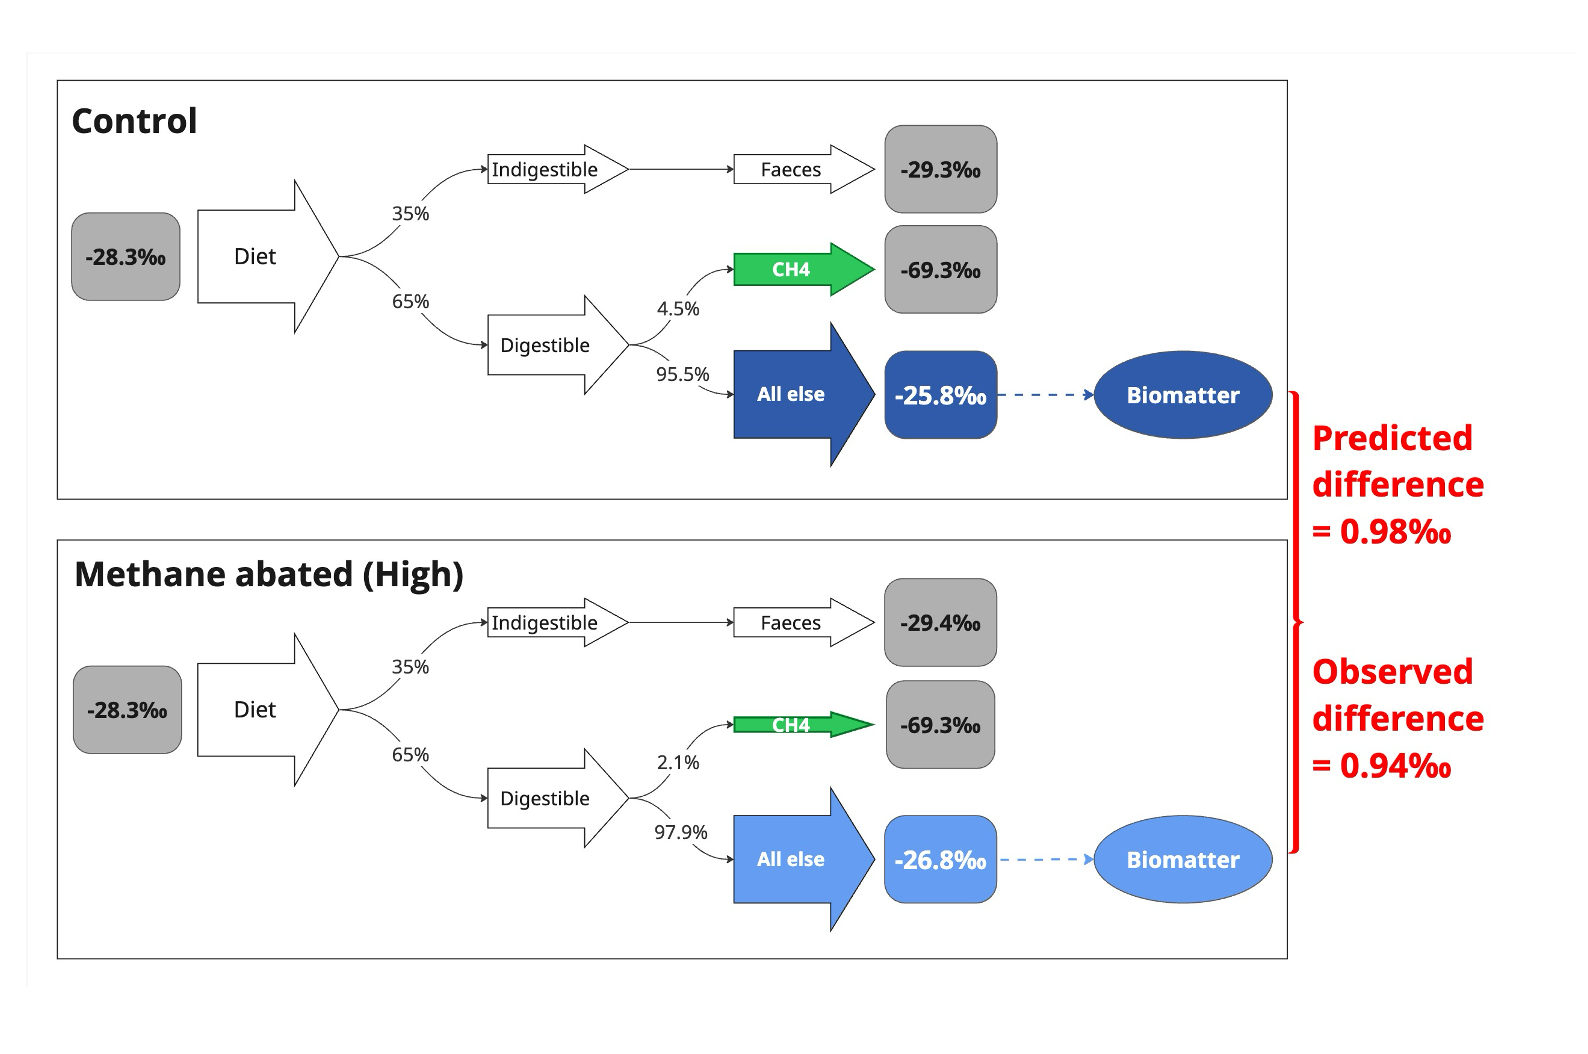 Control
Indigestible
Faeces
-29.3‰
35%
-28.3‰
Diet
CH4
-69.3‰
65%
4.5%
Digestible
95.5%
All else
-25.8‰
Biomatter
Predicted
difference
= 0.98‰
Methane abated (High)
Indigestible
Faeces
-29.4‰
35%
-28.3‰
Diet
CH4
-69.3‰
65%
2.1%
Digestible
97.9%
All else
-26.8‰
Biomatter
Observed
difference
= 0.94‰